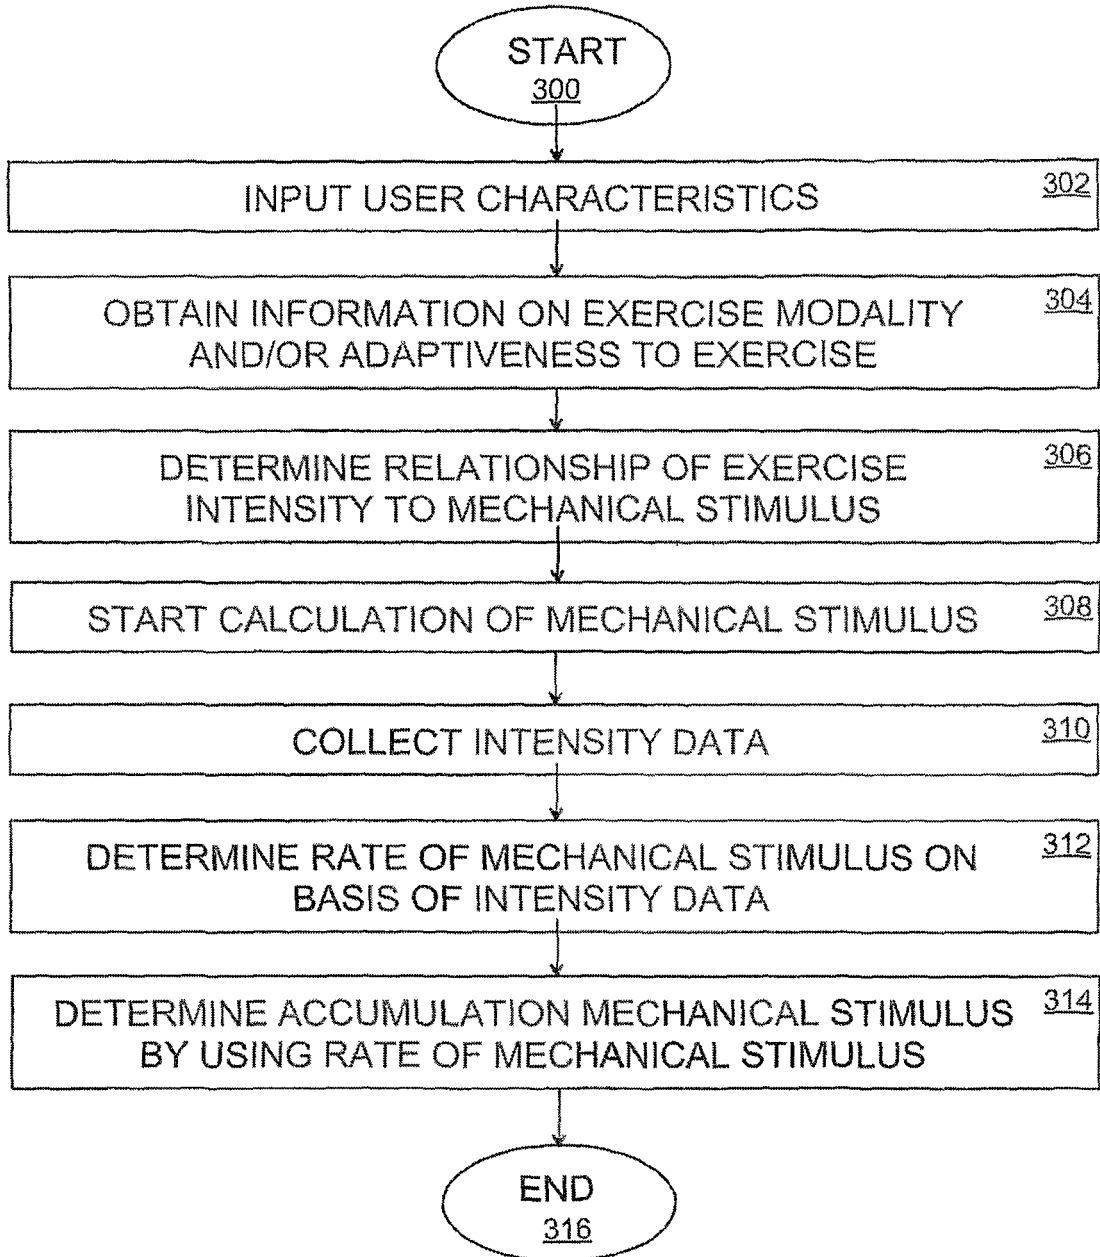 START
300
INPUT USER CHARACTERISTICS
302
OBTAIN INFORMATION ON EXERCISE MODALITY
AND/OR ADAPTIVENESS TO EXERCISE
304
DETERMINE RELATIONSHIP OF EXERCISE
INTENSITY TO MECHANICAL STIMULUS
306
START CALCULATION OF MECHANICAL STIMULUS
308
COLLECT INTENSITY DATA
310
DETERMINE RATE OF MECHANICAL STIMULUS ON
BASIS OF INTENSITY DATA
312
DETERMINE ACCUMULATION MECHANICAL STIMULUS
BY USING RATE OF MECHANICAL STIMULUS
314
END
316